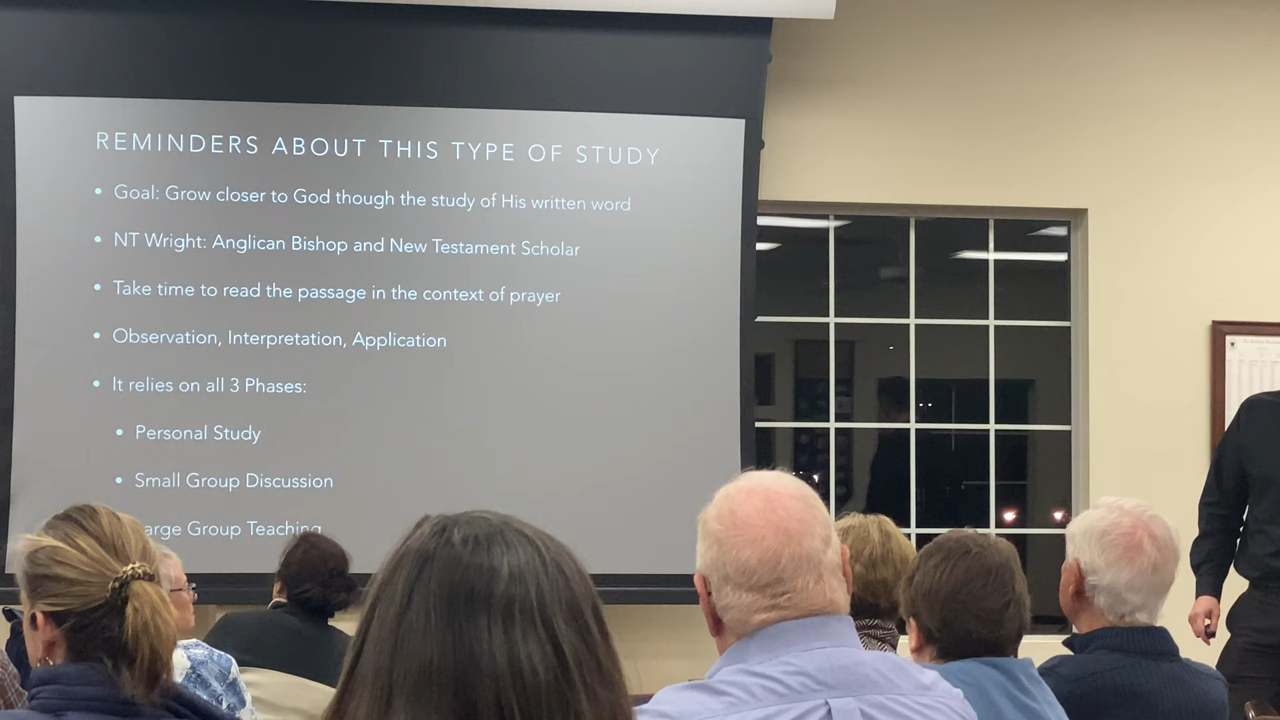 REMINDERS ABOUT THIS TYPE OF STUDY
• Goal: Grow closer to God though the study of His written word
• NT Wright: Anglican Bishop and New Testament Scholar
• Take time to read the passage in the context of prayer
• Observation, Interpretation, Application
• It relies on all 3 Phases:
• Personal Study
• Small Group Discussion
arge Group Teaching